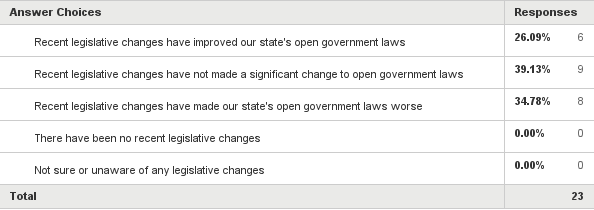 Answer Choices Responses
Recent legislative changes have improved our state's open government laws 26.09% 6
Recent legislative changes have not made a significant change to open government laws 39.13% 9
Recent legislative changes have made our state's open government laws worse 34.78% 8
There have been no recent legislative changes 0.00% 0
Not sure or unaware of any legislative changes 0.00% 0
Total 23